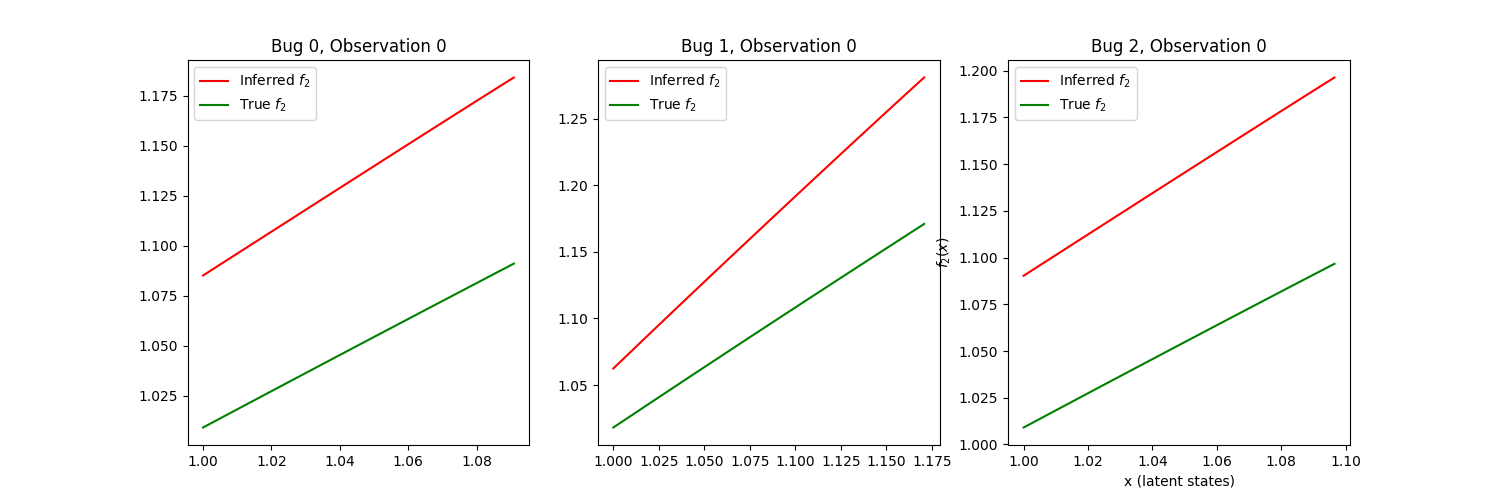 Bug 0, Observation 0
Inferred f₂
True f₂
1.175
1.150
1.125
1.100
1.075
1.050
1.025
1.00 1.02 1.04 1.06 1.08
Bug 1, Observation 0
Inferred f₂
True f₂
1.25
1.20
1.15
1.10
1.05
1.000 1.025 1.050 1.075 1.100 1.125 1.150 1.175
Bug 2, Observation 0
Inferred f₂
True f₂
f₂(x)
1.200
1.175
1.150
1.125
1.100
1.075
1.050
1.025
1.000
1.00 1.02 1.04 1.06 1.08 1.10
x (latent states)